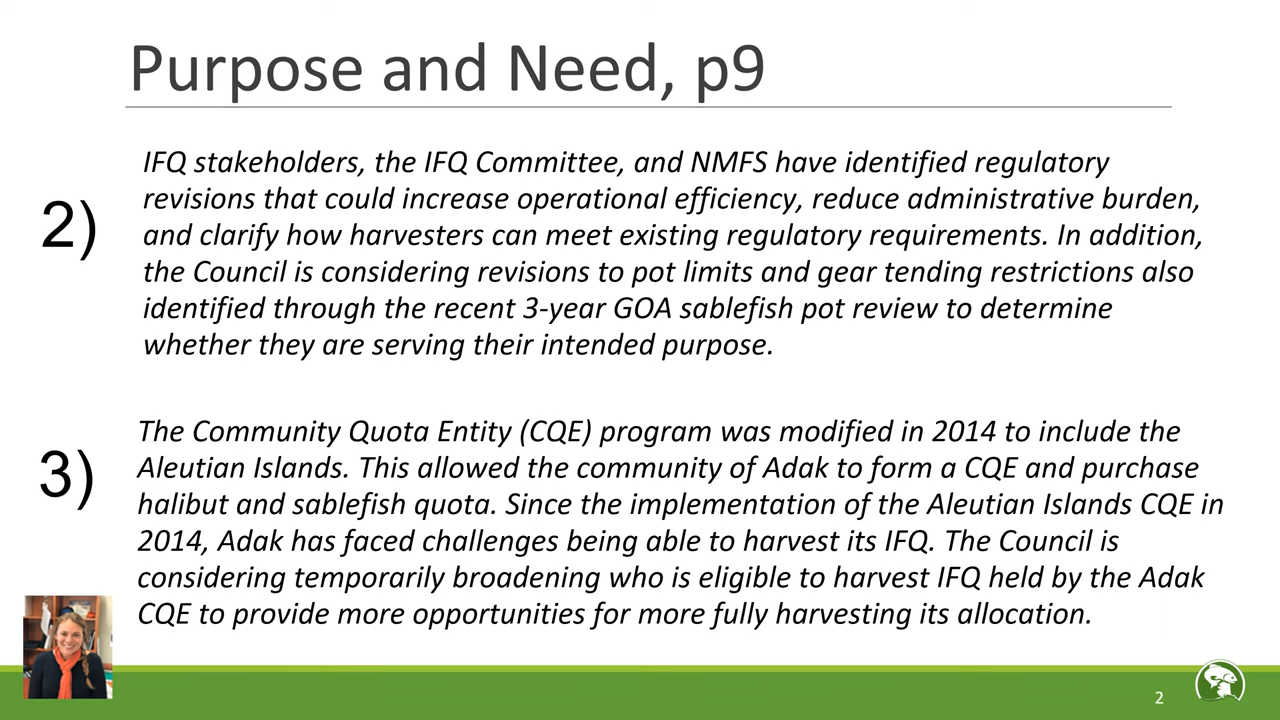 Purpose and Need, p9
2)
IFQ stakeholders, the IFQ Committee, and NMFS have identified regulatory
revisions that could increase operational efficiency, reduce administrative burden,
and clarify how harvesters can meet existing regulatory requirements. In addition,
the Council is considering revisions to pot limits and gear tending restrictions also
identified through the recent 3-year GOA sablefish pot review to determine
whether they are serving their intended purpose.
3)
The Community Quota Entity (CQE) program was modified in 2014 to include the
Aleutian Islands. This allowed the community of Adak to form a CQE and purchase
halibut and sablefish quota. Since the implementation of the Aleutian Islands CQE in
2014, Adak has faced challenges being able to harvest its IFQ. The Council is
considering temporarily broadening who is eligible to harvest IFQ held by the Adak
CQE to provide more opportunities for more fully harvesting its allocation.
2